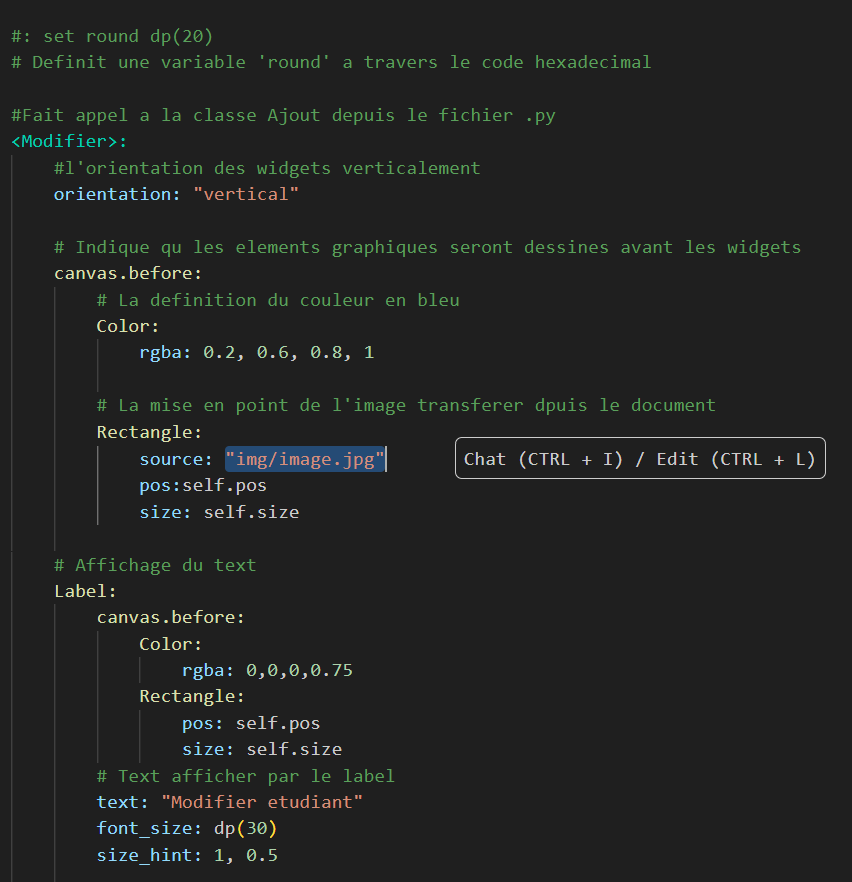 #: set round dp(20)
# Definit une variable 'round' a travers le code hexadecimal
#Fait appel a la classe Ajout depuis le fichier .py
<Modifier>:
#l'orientation des widgets verticalement
orientation: "vertical"
# Indique qu les elements graphiques seront dessines avant les widgets
canvas.before:
# La definition du couleur en bleu
Color:
rgba: 0.2, 0.6, 0.8, 1
# La mise en point de l'image transferer dpuis le document
Rectangle:
source: "img/image.jpg" Chat (CTRL + I) / Edit (CTRL + L)
pos:self.pos
size: self.size
# Affichage du text
Label:
canvas.before:
Color:
rgba: 0,0,0,0.75
Rectangle:
pos: self.pos
size: self.size
# Text afficher par le label
text: "Modifier etudiant"
font_size: dp(30)
size_hint: 1, 0.5